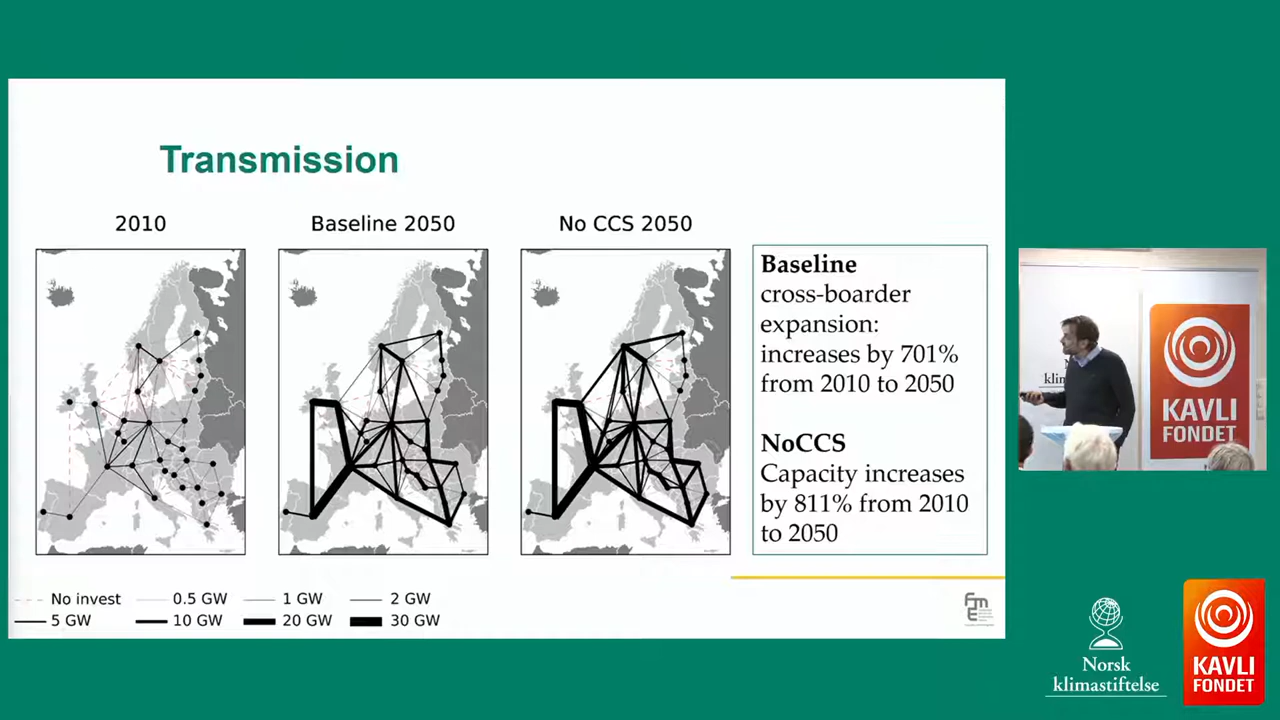 Transmission
2010
Baseline 2050
No CCS 2050
Baseline
cross-boarder
expansion:
increases by 701%
from 2010 to 2050
NoCCS
Capacity increases
by 811% from 2010
to 2050
No invest
0.5 GW
1 GW
2 GW
5 GW
10 GW
20 GW
30 GW
FME
KAVLI
FONDET
Norsk
klimastiftelse
KAVLI
FONDET